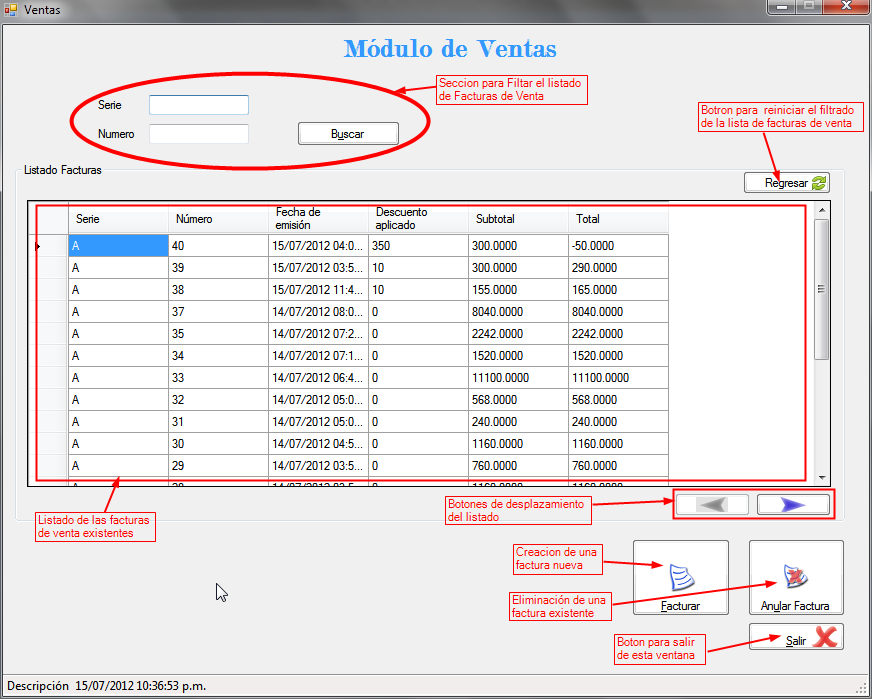 Ventas
Módulo de Ventas
Seccion para Filtar el listado
de Facturas de Venta
Serie
Numero
Buscar
Botron para reiniciar el filtrado
de la lista de facturas de venta
Listado Facturas
Regresar
Serie Número Fecha de emisión Descuento aplicado Subtotal Total
A 40 15/07/2012 04:0... 350 300.0000 -50.0000
A 39 15/07/2012 03:5... 10 300.0000 290.0000
A 38 15/07/2012 11:4... 10 155.0000 165.0000
A 37 14/07/2012 08:0... 0 8040.0000 8040.0000
A 35 14/07/2012 07:2... 0 2242.0000 2242.0000
A 34 14/07/2012 07:1... 0 1520.0000 1520.0000
A 33 14/07/2012 06:4... 0 11100.0000 11100.0000
A 32 14/07/2012 05:0... 0 568.0000 568.0000
A 31 14/07/2012 05:0... 0 240.0000 240.0000
A 30 14/07/2012 04:5... 0 1160.0000 1160.0000
A 29 14/07/2012 03:5... 0 760.0000 760.0000
Botones de desplazamiento
del listado
Listado de las facturas
de venta existentes
Creacion de una
factura nueva
Facturar
Anular Factura
Eliminación de una
factura existente
Boton para salir
de esta ventana
Salir
Descripción 15/07/2012 10:36:53 p.m.